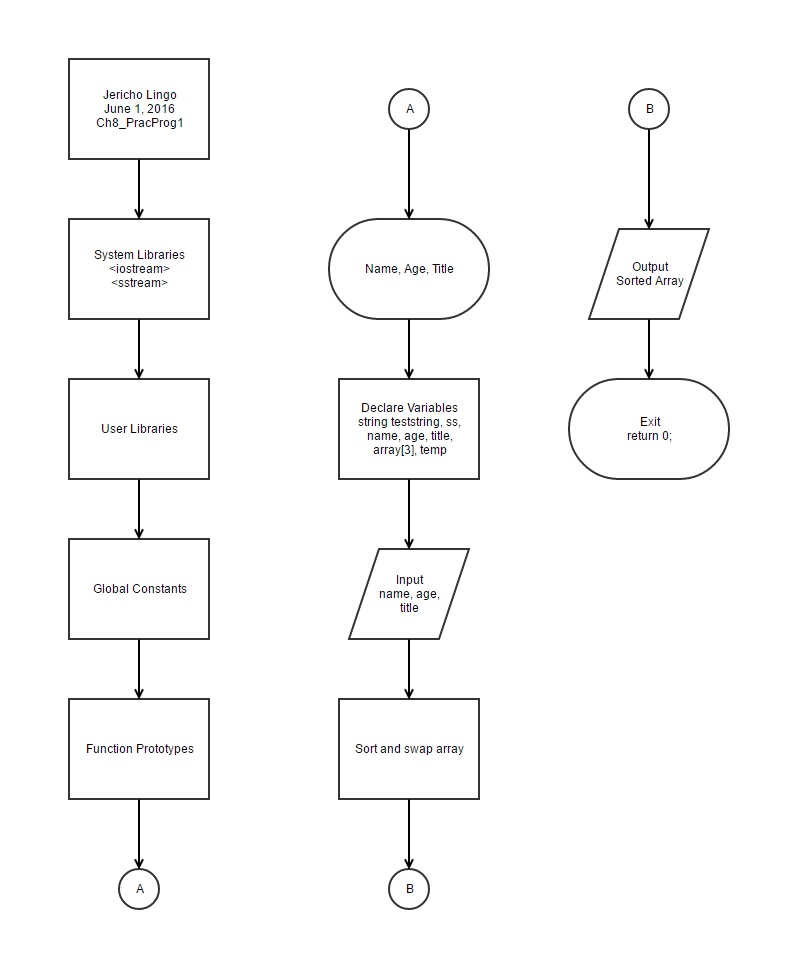 Jericho Lingo
June 1, 2016
Ch8_PracProg1
System Libraries
<iostream>
<sstream>
User Libraries
Global Constants
Function Prototypes
A
A
Name, Age, Title
Declare Variables
string teststring, ss,
name, age, title,
array[3], temp
Input
name, age,
title
Sort and swap array
B
B
Output
Sorted Array
Exit
return 0;